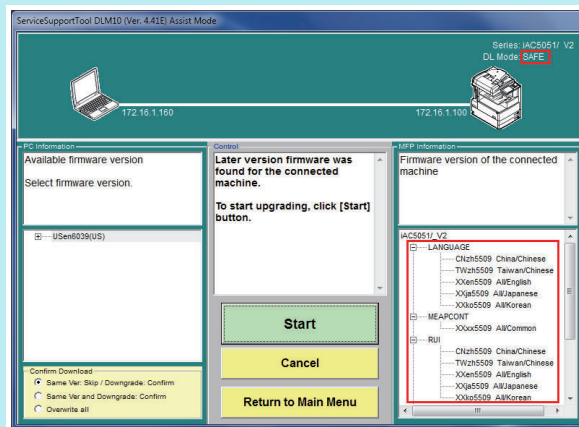 ServiceSupportTool DLM10 (Ver. 4.41E) Assist Mode
Series: iAC5051/ V2
DL Mode: SAFE
172.16.1.160
172.16.1.100
PC Information
Available firmware version
Select firmware version.
USen6039(US)
Confirm Download
Same Ver: Skip / Downgrade: Confirm
Same Ver and Downgrade: Confirm
Overwrite all
Control
Later version firmware was
found for the connected
machine.
To start upgrading, click [Start]
button.
Start
Cancel
Return to Main Menu
MFP Information
Firmware version of the connected
machine
iAC5051/_V2
LANGUAGE
CNzh5509 China/Chinese
TWzh5509 Taiwan/Chinese
XXen5509 All/English
XXja5509 All/Japanese
XXko5509 All/Korean
MEAPCONT
XXxx5509 All/Common
RUI
CNzh5509 China/Chinese
TWzh5509 Taiwan/Chinese
XXen5509 All/English
XXja5509 All/Japanese
XXko5509 All/Korean